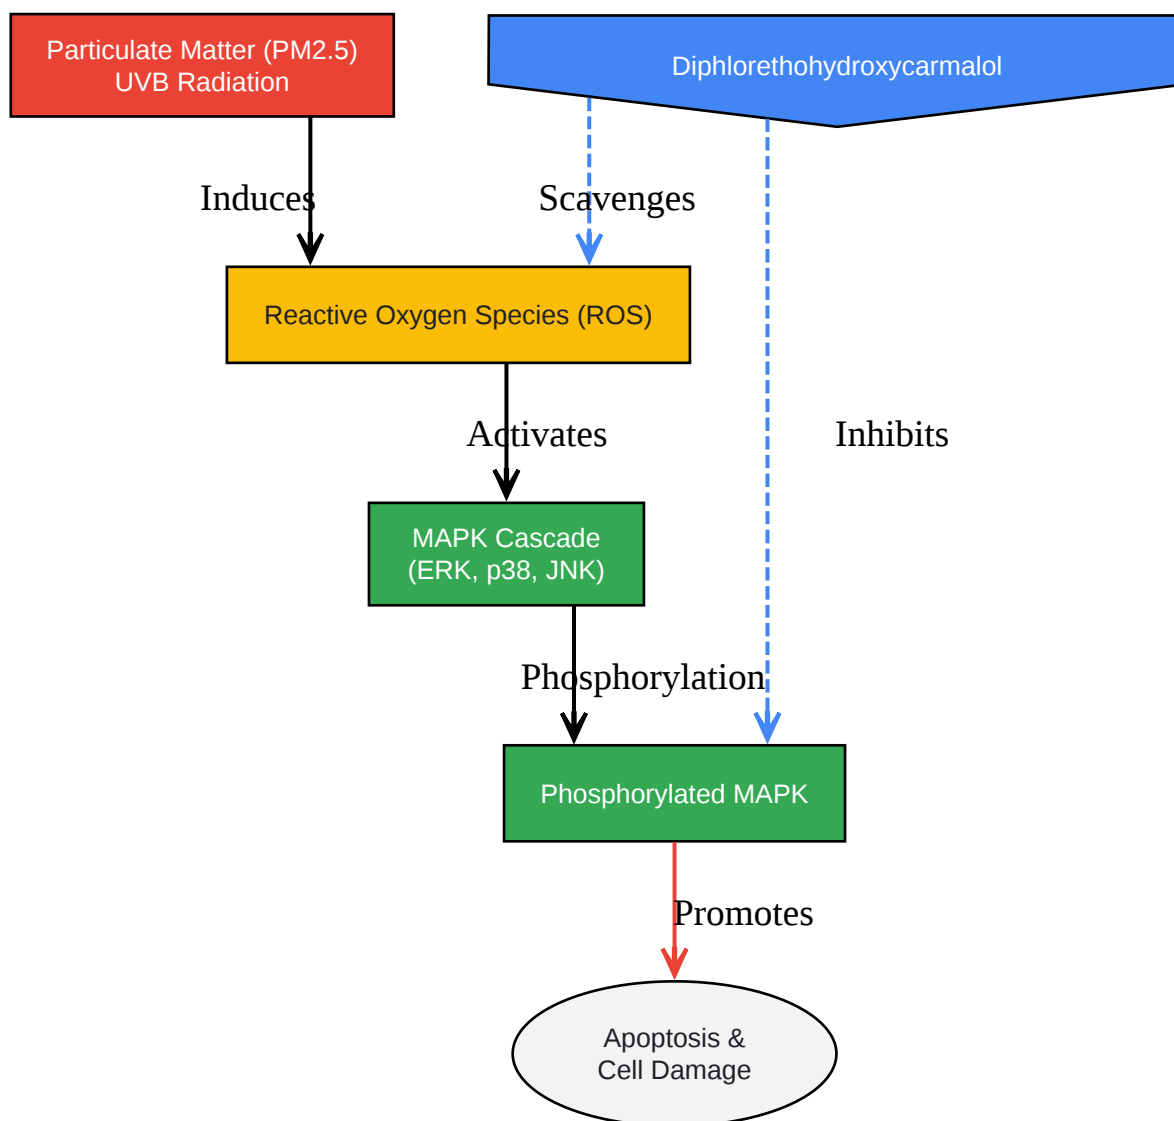 Particulate Matter (PM2.5)
UVB Radiation
Diphlorethohydroxycarmalol
Induces
Scavenges
Reactive Oxygen Species (ROS)
Activates
Inhibits
MAPK Cascade
(ERK, p38, JNK)
Phosphorylation
Phosphorylated MAPK
Promotes
Apoptosis &
Cell Damage